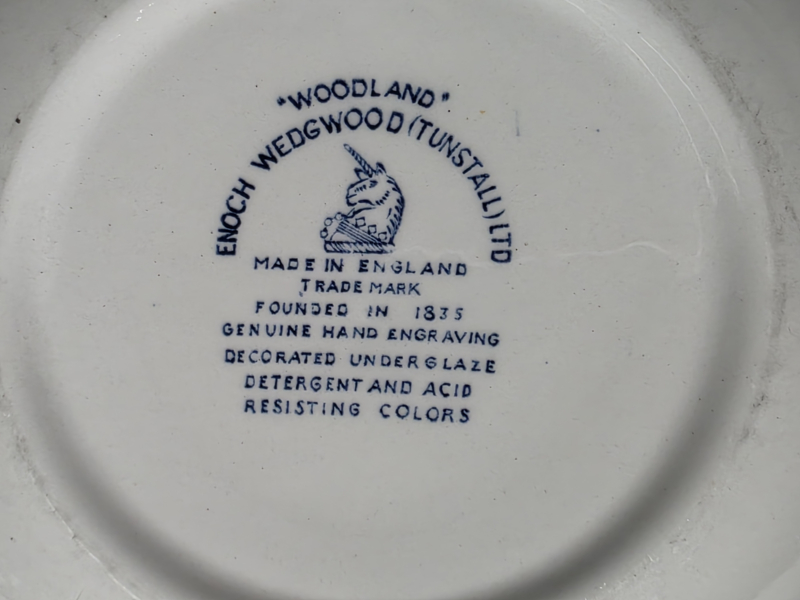 "WOODLAND"
ENOCH WEDGWOOD (TUNSTALL) LTD
MADE IN ENGLAND
TRADE MARK
FOUNDED IN 1835
GENUINE HAND ENGRAVING
DECORATED UNDERGLAZE
DETERGENT AND ACID
RESISTING COLORS